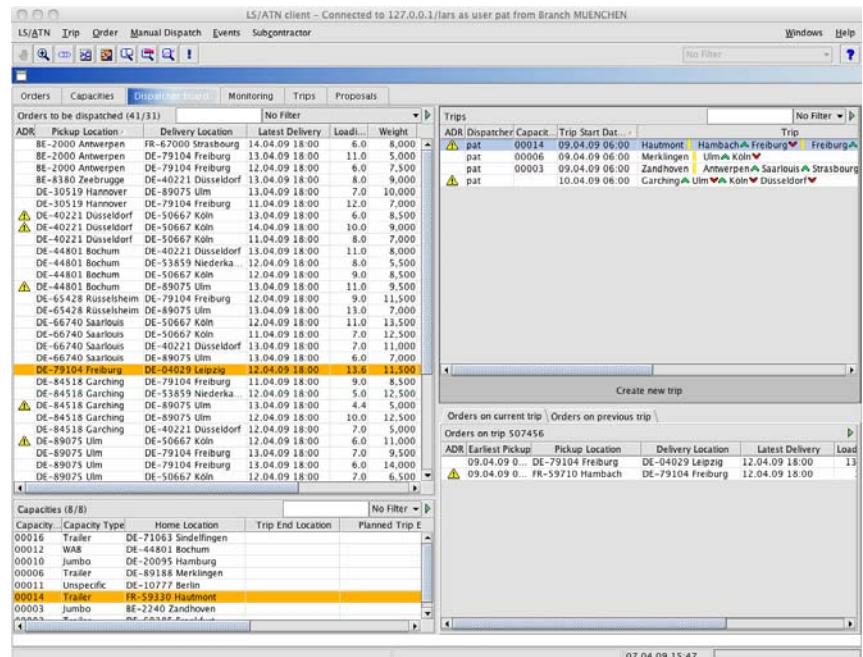 LS/ATN client – Connected to 127.0.0.1/lars as user pat from Branch MUENCHEN
LS/ATN Trip Order Manual Dispatch Events Subcontractor Windows Help
No Filter
Orders Capacities Dispatcher Board Monitoring Trips Proposals
Orders to be dispatched (41/31) No Filter
ADR Pickup Location Delivery Location Latest Delivery Loadi... Weight
BE-2000 Antwerpen FR-67000 Strasbourg 14.04.09 18:00 8.0 8,000
BE-2000 Antwerpen DE-79104 Freiburg 13.04.09 18:00 11.0 5,000
BE-2000 Antwerpen DE-79104 Freiburg 12.04.09 18:00 6.0 7,500
BE-8380 Zeebrugge DE-40221 Düsseldorf 13.04.09 18:00 8.0 9,000
DE-30519 Hannover DE-89075 Ulm 13.04.09 18:00 7.0 10,000
DE-30519 Hannover DE-79104 Freiburg 11.04.09 18:00 12.0 7,000
DE-40221 Düsseldorf DE-50667 Köln 13.04.09 18:00 6.0 8,500
DE-40221 Düsseldorf DE-50667 Köln 14.04.09 18:00 10.0 9,000
DE-40221 Düsseldorf DE-50667 Köln 11.04.09 18:00 8.0 7,000
DE-44801 Bochum DE-40221 Düsseldorf 13.04.09 18:00 11.0 8,000
DE-44801 Bochum DE-53859 Niederka... 12.04.09 18:00 8.0 5,500
DE-44801 Bochum DE-50667 Köln 12.04.09 18:00 9.0 8,500
DE-44801 Bochum DE-89075 Ulm 13.04.09 18:00 11.0 9,500
DE-65428 Rüsselsheim DE-79104 Freiburg 12.04.09 18:00 9.0 11,500
DE-65428 Rüsselsheim DE-89075 Ulm 13.04.09 18:00 13.0 7,000
DE-66740 Saarlouis DE-50667 Köln 12.04.09 18:00 11.0 13,500
DE-66740 Saarlouis DE-50667 Köln 11.04.09 18:00 7.0 12,500
DE-66740 Saarlouis DE-40221 Düsseldorf 13.04.09 18:00 7.0 11,000
DE-66740 Saarlouis DE-89075 Ulm 13.04.09 18:00 6.0 7,000
DE-79104 Freiburg DE-04029 Leipzig 12.04.09 18:00 13.6 11,500
DE-84518 Garching DE-79104 Freiburg 11.04.09 18:00 9.0 8,500
DE-84518 Garching DE-53859 Niederka... 12.04.09 18:00 5.0 12,500
DE-84518 Garching DE-89075 Ulm 13.04.09 18:00 4.4 5,000
DE-84518 Garching DE-89075 Ulm 12.04.09 18:00 10.0 12,500
DE-84518 Garching DE-40221 Düsseldorf 12.04.09 18:00 7.0 5,000
DE-89075 Ulm DE-50667 Köln 12.04.09 18:00 6.0 11,000
DE-89075 Ulm DE-79104 Freiburg 13.04.09 18:00 7.0 9,500
DE-89075 Ulm DE-79104 Freiburg 13.04.09 18:00 6.0 14,000
DE-89075 Ulm DE-50667 Köln 12.04.09 18:00 7.0 6,500
Capacities (8/8) No Filter
Capacity... Capacity Type Home Location Trip End Location Planned Trip E
00016 Trailer DE-71063 Sindelfingen
00012 WAB DE-44801 Bochum
00010 Jumbo DE-20095 Hamburg
00006 Trailer DE-89188 Merklingen
00011 Unspecific DE-10777 Berlin
00014 Trailer FR-59330 Hautmont
00003 Jumbo BE-2240 Zandhoven
Trips No Filter
ADR Dispatcher Capacit... Trip Start Dat... Trip
pat 00014 09.04.09 06:00 Hautmont Hambach Freiburg Freiburg
pat 00006 09.04.09 06:00 Merklingen Ulm Köln
pat 00003 09.04.09 06:00 Zandhoven Antwerpen Saarlouis Strasbourg
pat 10.04.09 06:00 Garching Ulm Köln Düsseldorf
Create new trip
Orders on current trip Orders on previous trip
Orders on trip 507456
ADR Earliest Pickup Pickup Location Delivery Location Latest Delivery Load
09.04.09 0... DE-79104 Freiburg DE-04029 Leipzig 12.04.09 18:00 13
09.04.09 0... FR-59710 Hambach DE-79104 Freiburg 12.04.09 18:00
07.04.09 15:47